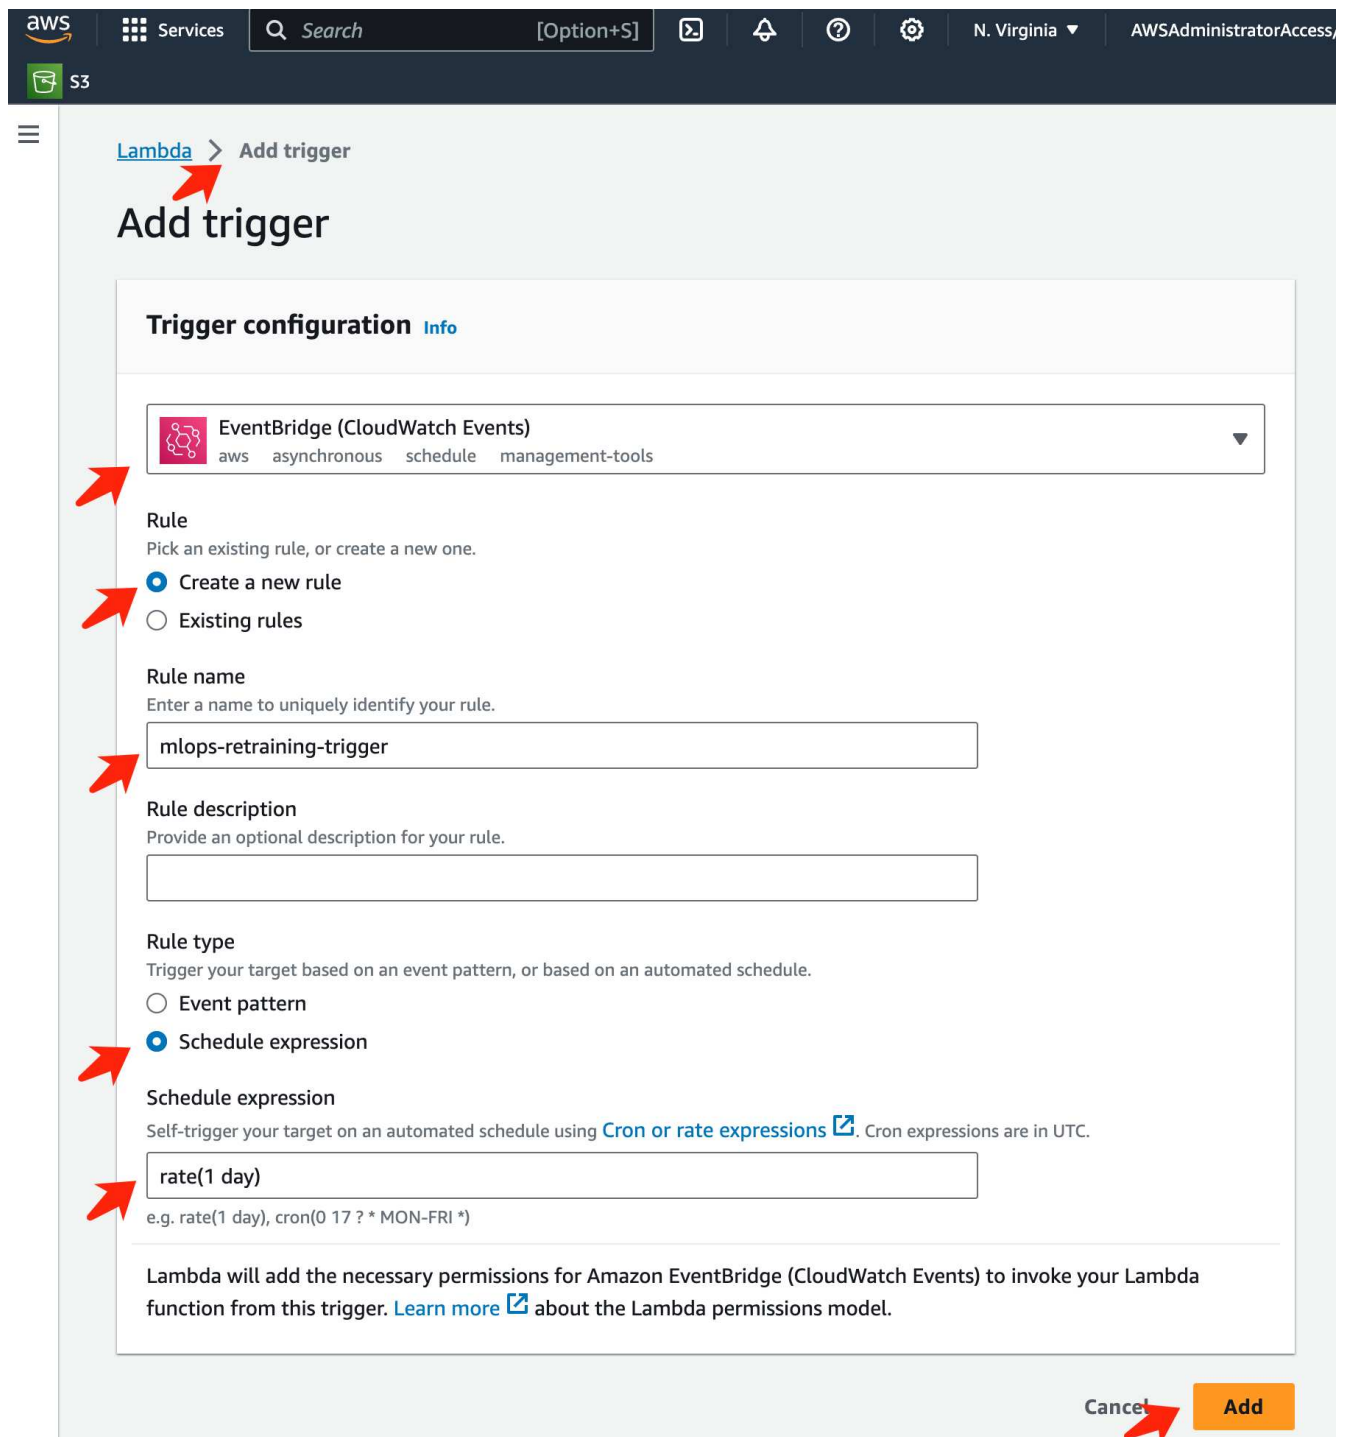 aws
Services
Search
[Option+S]
N. Virginia
AWSAdministratorAccess/
S3
Lambda
Add trigger
Add trigger
Trigger configuration Info
EventBridge (CloudWatch Events)
aws asynchronous schedule management-tools
Rule
Pick an existing rule, or create a new one.
Create a new rule
Existing rules
Rule name
Enter a name to uniquely identify your rule.
mlops-retraining-trigger
Rule description
Provide an optional description for your rule.
Rule type
Trigger your target based on an event pattern, or based on an automated schedule.
Event pattern
Schedule expression
Schedule expression
Self-trigger your target on an automated schedule using Cron or rate expressions. Cron expressions are in UTC.
rate(1 day)
e.g. rate(1 day), cron(0 17 ? * MON-FRI *)
Lambda will add the necessary permissions for Amazon EventBridge (CloudWatch Events) to invoke your Lambda
function from this trigger. Learn more about the Lambda permissions model.
Cancel
Add